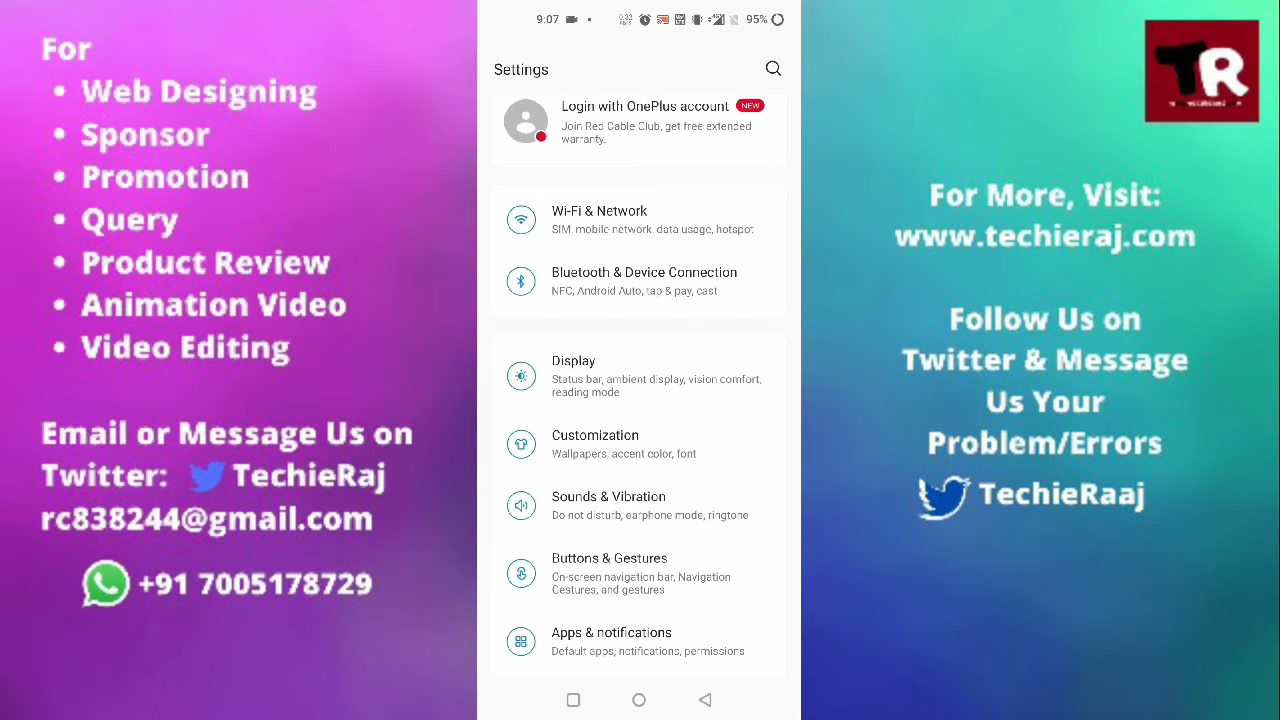 For
• Web Designing
• Sponsor
• Promotion
• Query
• Product Review
• Animation Video
• Video Editing
Email or Message Us on
Twitter: TechieRaj
rc838244@gmail.com
+91 7005178729
9:07
95%
Settings
Login with OnePlus account NEW
Join Red Cable Club, get free extended
warranty.
Wi-Fi & Network
SIM, mobile network, data usage, hotspot
Bluetooth & Device Connection
NFC, Android Auto, tap & pay, cast
Display
Status bar, ambient display, vision comfort,
reading mode
Customization
Wallpapers, accent color, font
Sounds & Vibration
Do not disturb, earphone mode, ringtone
Buttons & Gestures
On-screen navigation bar, Navigation
Gestures, and gestures
Apps & notifications
Default apps, notifications, permissions
TR
For More, Visit:
www.techieraj.com
Follow Us on
Twitter & Message
Us Your
Problem/Errors
TechieRaaj